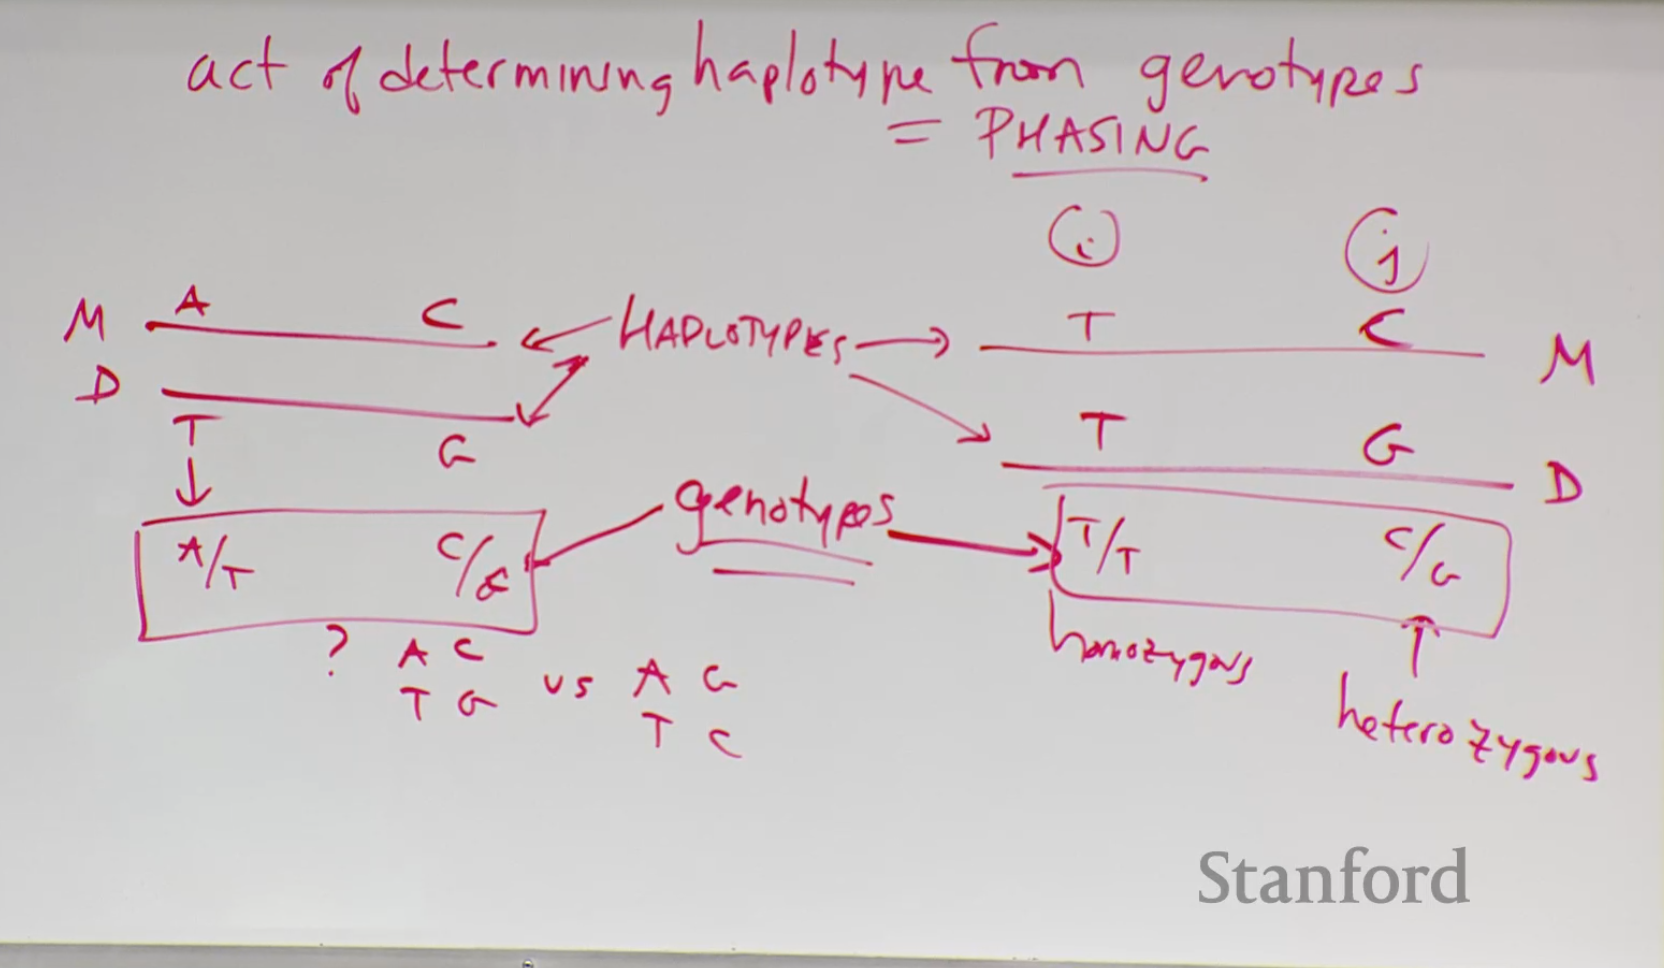 act of determining haplotype from genotypes
= PHASING
i j
M A C HAPLOTYPES T C M
D T G T G D
genotypes
A/T C/G T/T C/G
? A C vs A G
T G T C
homozygous
heterozygous
Stanford